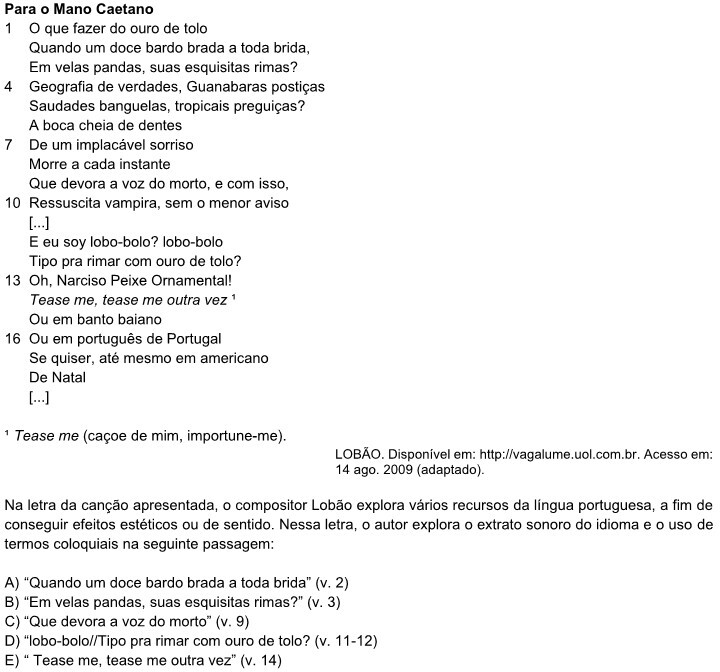 Para o Mano Caetano
1 O que fazer do ouro de tolo
Quando um doce bardo brada a toda brida,
Em velas pandas, suas esquisitas rimas?
4 Geografia de verdades, Guanabaras postiças
Saudades banguelas, tropicais preguiças?
A boca cheia de dentes
7 De um implacável sorriso
Morre a cada instante
Que devora a voz do morto, e com isso,
10 Ressuscita vampira, sem o menor aviso
[...]
E eu soy lobo-bolo? lobo-bolo
Tipo pra rimar com ouro de tolo?
13 Oh, Narciso Peixe Ornamental!
Tease me, tease me outra vez ¹
Ou em banto baiano
16 Ou em português de Portugal
Se quiser, até mesmo em americano
De Natal
[...]
¹ Tease me (caçoe de mim, importune-me).
LOBÃO. Disponível em: http://vagalume.uol.com.br. Acesso em:
14 ago. 2009 (adaptado).
Na letra da canção apresentada, o compositor Lobão explora vários recursos da língua portuguesa, a fim de
conseguir efeitos estéticos ou de sentido. Nessa letra, o autor explora o extrato sonoro do idioma e o uso de
termos coloquiais na seguinte passagem:
A) “Quando um doce bardo brada a toda brida” (v. 2)
B) “Em velas pandas, suas esquisitas rimas?” (v. 3)
C) “Que devora a voz do morto” (v. 9)
D) “lobo-bolo//Tipo pra rimar com ouro de tolo? (v. 11-12)
E) “ Tease me, tease me outra vez” (v. 14)